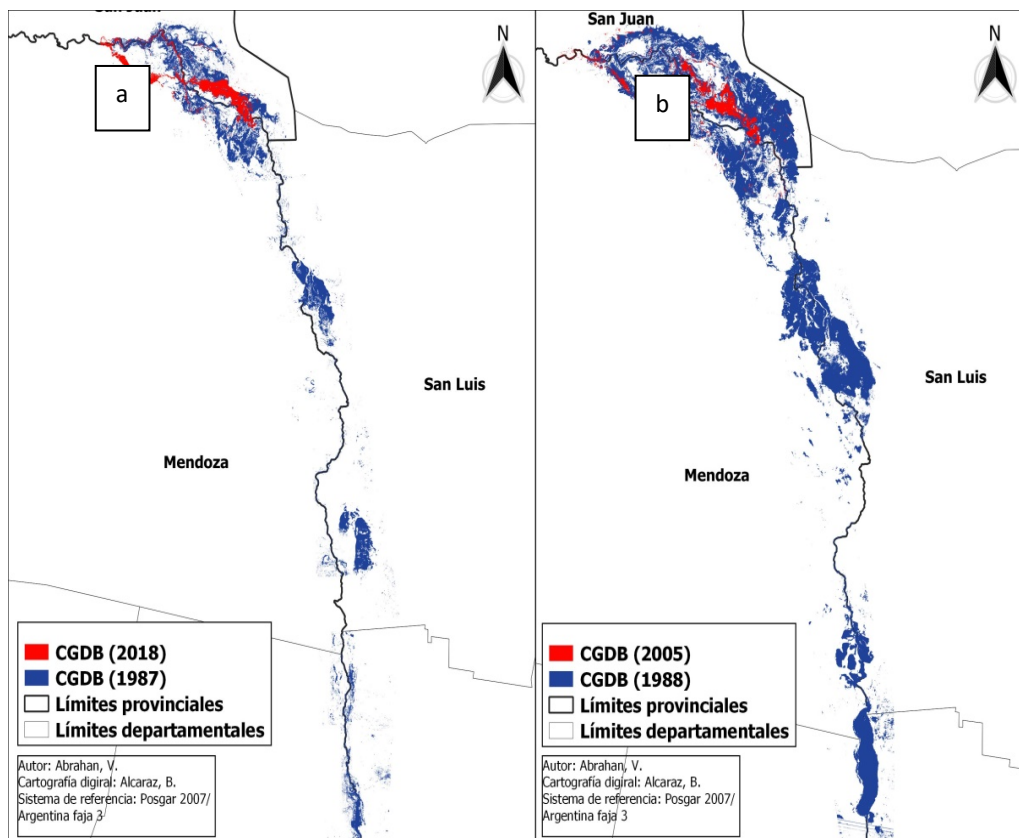 San Juan
N
a
San Luis
Mendoza
CGDB (2018)
CGDB (1987)
Límites provinciales
Límites departamentales
Autor: Abrahan, V.
Cartografía digiral: Alcaraz, B.
Sistema de referencia: Posgar 2007/
Argentina faja 3
San Juan
N
b
San Luis
Mendoza
CGDB (2005)
CGDB (1988)
Límites provinciales
Límites departamentales
Autor: Abrahan, V.
Cartografía digiral: Alcaraz, B.
Sistema de referencia: Posgar 2007/
Argentina faja 3